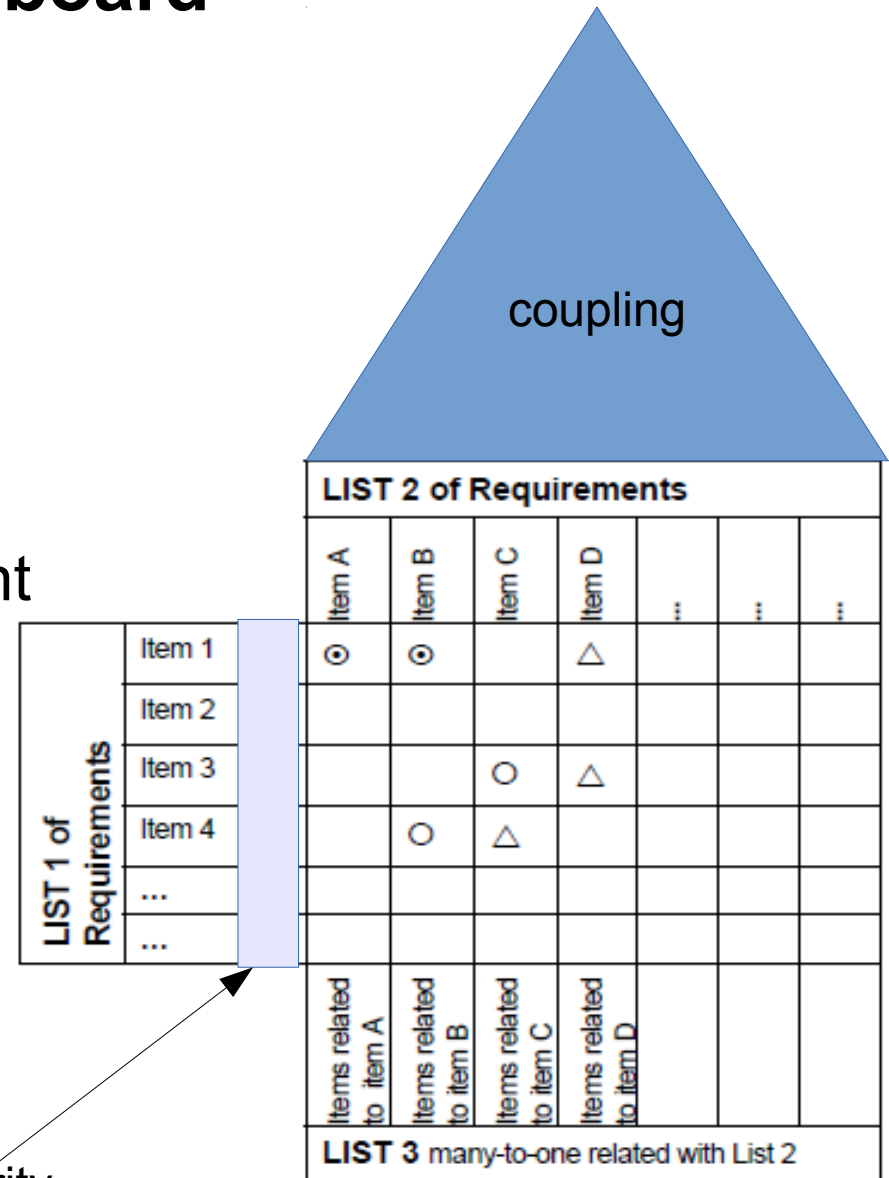 board
coupling
LIST 2 of Requirements
Item A
Item B
Item C
Item D
...
...
...
nt
LIST 1 of
Requirements
Item 1
Item 2
Item 3
Item 4
...
...
Items related
to item A
Items related
to item B
Items related
to item C
Items related
to item D
LIST 3 many-to-one related with List 2